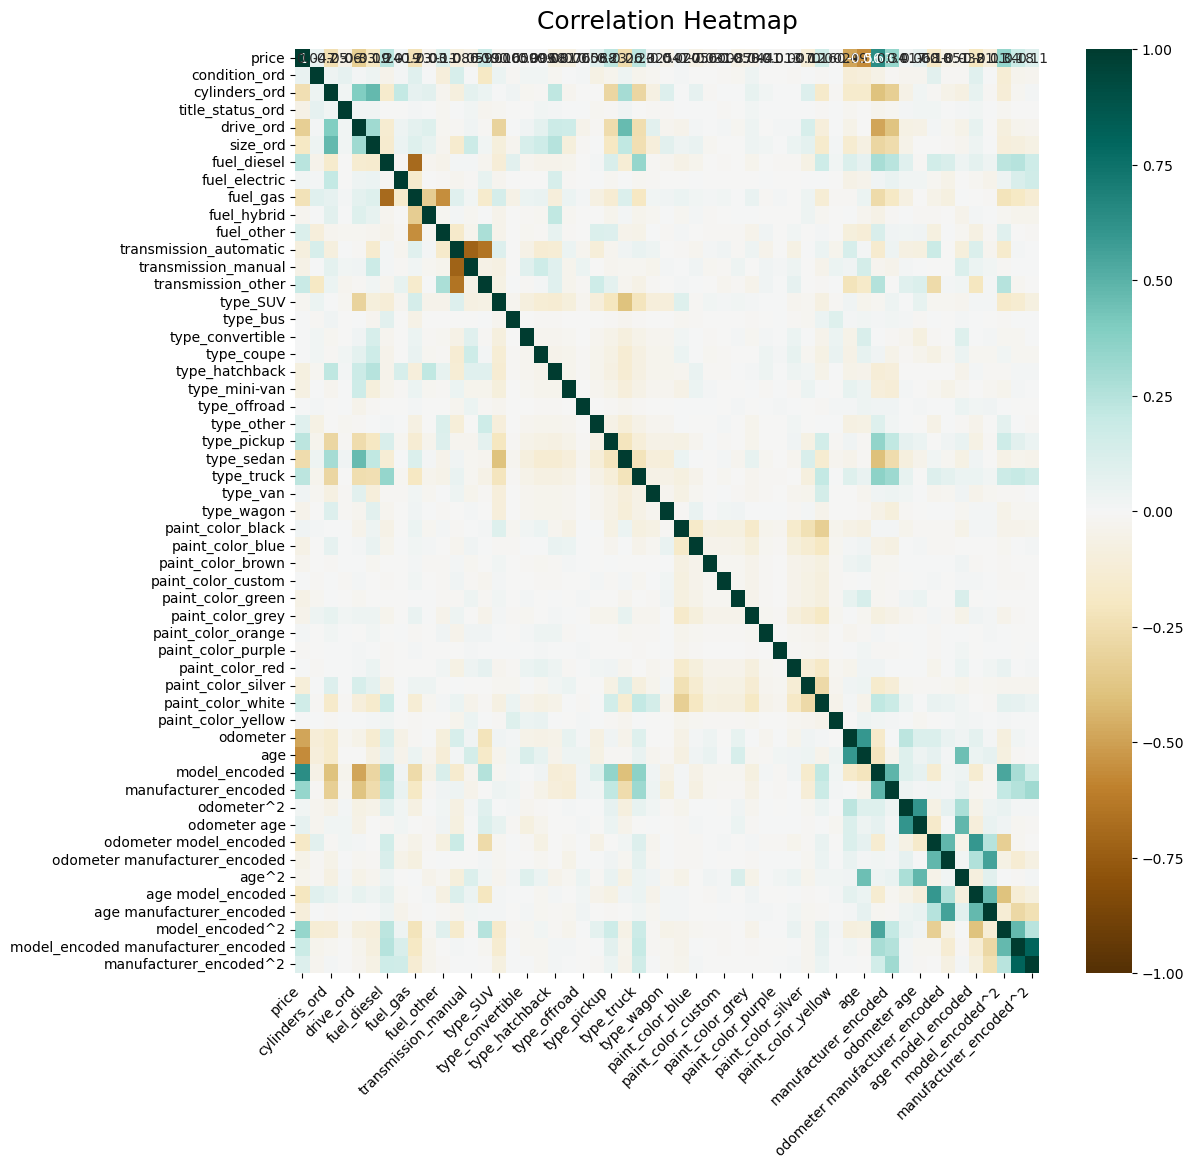 Correlation Heatmap
price
condition_ord
cylinders_ord
title_status_ord
drive_ord
size_ord
fuel_diesel
fuel_electric
fuel_gas
fuel_hybrid
fuel_other
transmission_automatic
transmission_manual
transmission_other
type_SUV
type_bus
type_convertible
type_coupe
type_hatchback
type_mini-van
type_offroad
type_other
type_pickup
type_sedan
type_truck
type_van
type_wagon
paint_color_black
paint_color_blue
paint_color_brown
paint_color_custom
paint_color_green
paint_color_grey
paint_color_orange
paint_color_purple
paint_color_red
paint_color_silver
paint_color_white
paint_color_yellow
odometer
age
model_encoded
manufacturer_encoded
odometer^2
odometer age
odometer model_encoded
odometer manufacturer_encoded
age^2
age model_encoded
age manufacturer_encoded
model_encoded^2
model_encoded manufacturer_encoded
manufacturer_encoded^2
price
cylinders_ord
drive_ord
fuel_diesel
fuel_gas
fuel_other
transmission_manual
type_SUV
type_convertible
type_hatchback
type_offroad
type_pickup
type_truck
type_wagon
paint_color_blue
paint_color_custom
paint_color_grey
paint_color_purple
paint_color_silver
paint_color_yellow
age
manufacturer_encoded
odometer age
odometer manufacturer_encoded
age model_encoded
model_encoded^2
manufacturer_encoded^2
1.00
0.75
0.50
0.25
0.00
−0.25
−0.50
−0.75
−1.00